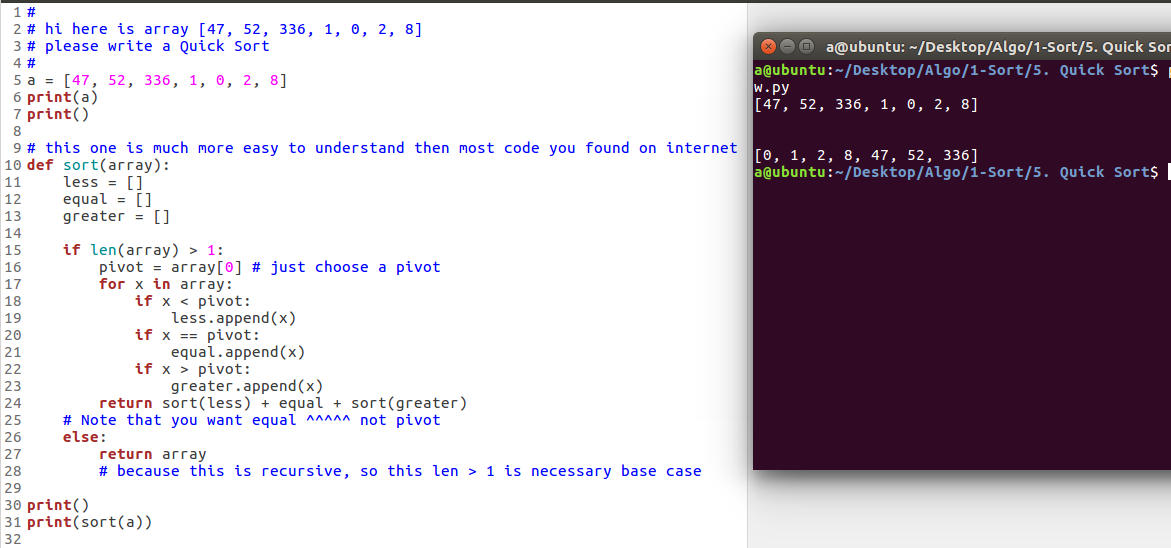 1 #
2 # hi here is array [47, 52, 336, 1, 0, 2, 8]
3 # please write a Quick Sort
4 #
5 a = [47, 52, 336, 1, 0, 2, 8]
6 print(a)
7 print()
8
9 # this one is much more easy to understand then most code you found on internet
10 def sort(array):
11     less = []
12     equal = []
13     greater = []
14
15     if len(array) > 1:
16         pivot = array[0] # just choose a pivot
17         for x in array:
18             if x < pivot:
19                 less.append(x)
20             if x == pivot:
21                 equal.append(x)
22             if x > pivot:
23                 greater.append(x)
24         return sort(less) + equal + sort(greater)
25     # Note that you want equal ^^^^^ not pivot
26     else:
27         return array
28         # because this is recursive, so this len > 1 is necessary base case
29
30 print()
31 print(sort(a))
32
a@ubuntu: ~/Desktop/Algo/1-Sort/5. Quick Sor
a@ubuntu:~/Desktop/Algo/1-Sort/5. Quick Sort$
w.py
[47, 52, 336, 1, 0, 2, 8]
[0, 1, 2, 8, 47, 52, 336]
a@ubuntu:~/Desktop/Algo/1-Sort/5. Quick Sort$